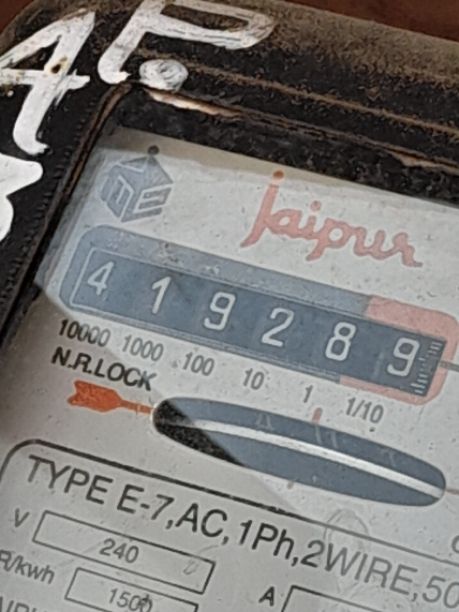 A P.
3
Jaipur
4 1 9 2 8 9
10000 1000 100 10 1 1/10
N.R.LOCK
TYPE E-7,AC,1Ph,2WIRE,50
V 240
R/kwh 1500 A